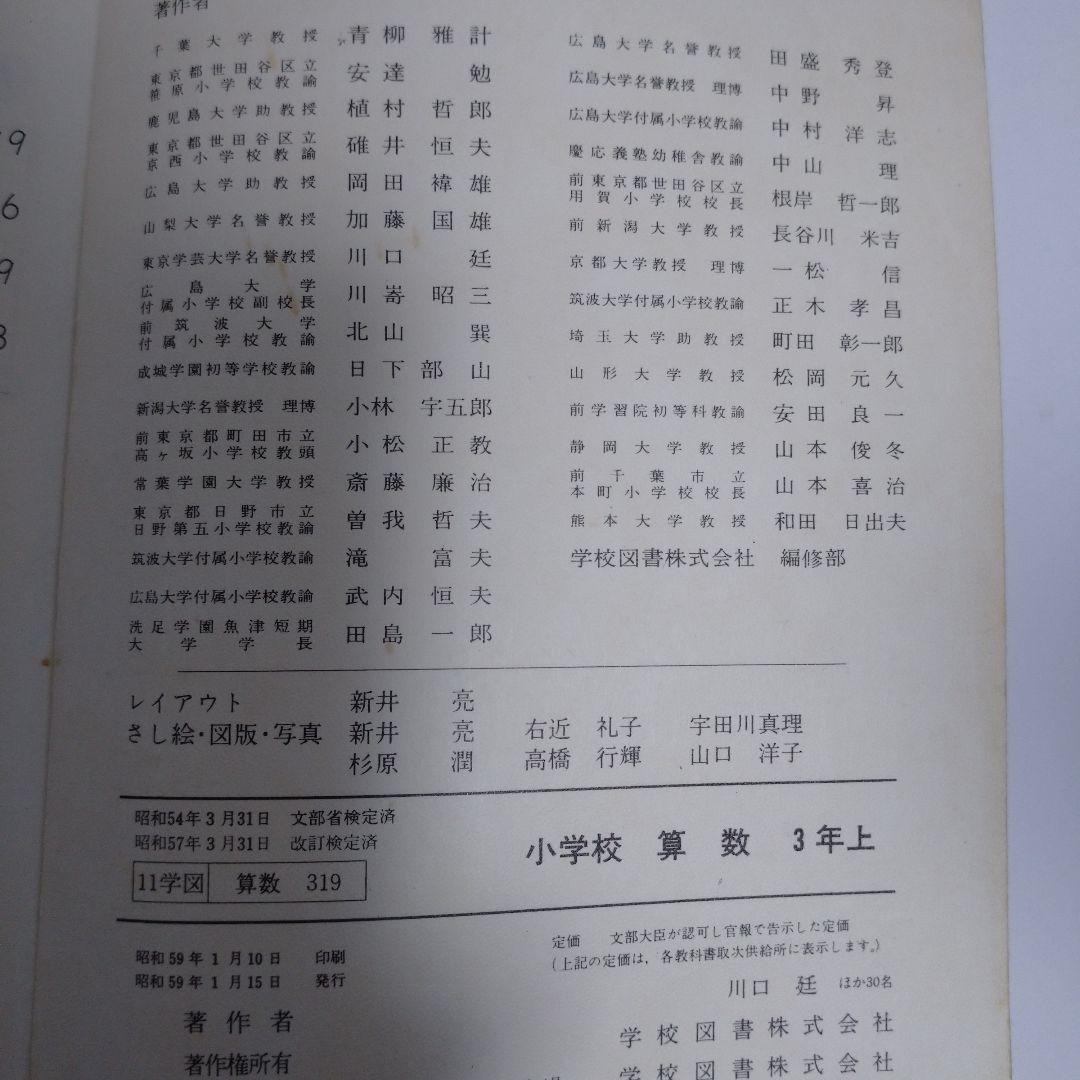 9
6
9
3
著作者
千葉大学教授 青柳雅計
東京都世田谷区立
笹原小学校教諭 安達勉
鹿児島大学助教授 植村哲郎
東京都世田谷区立
京西小学校教諭 碓井恒夫
広島大学助教授 岡田褘雄
山梨大学名誉教授 加藤国雄
東京学芸大学名誉教授 川口廷
広島大学
付属小学校副校長 川嵜昭三
前筑波大学
付属小学校教諭 北山巽
成城学園初等学校教諭 日下部山
新潟大学名誉教授 理博 小林宇五郎
前東京都町田市立
高ヶ坂小学校教頭 小松正教
常葉学園大学教授 斎藤廉治
東京都日野市立
日野第五小学校教諭 曽我哲夫
筑波大学付属小学校教諭 滝富夫
広島大学付属小学校教諭 武内恒夫
洗足学園魚津短期
大学学長 田島一郎
広島大学名誉教授 田盛秀登
広島大学名誉教授 理博 中野昇
広島大学付属小学校教諭 中村洋志
慶応義塾幼稚舎教諭 中山理
前東京都世田谷区立
用賀小学校校長 根岸哲一郎
前新潟大学教授 長谷川米吉
京都大学教授 理博 一松信
筑波大学付属小学校教諭 正木孝昌
埼玉大学助教授 町田彰一郎
山形大学教授 松岡元久
前学習院初等科教諭 安田良一
静岡大学教授 山本俊冬
前千葉市立
本町小学校校長 山本喜治
熊本大学教授 和田日出夫
学校図書株式会社 編修部
レイアウト 新井亮
さし絵・図版・写真 新井亮 右近礼子 宇田川真理
杉原潤 高橋行輝 山口洋子
昭和54年3月31日 文部省検定済
昭和57年3月31日 改訂検定済
11学図 算数 319
小学校 算数 3年上
昭和59年1月10日 印刷
昭和59年1月15日 発行
定価 文部大臣が認可し官報で告示した定価
(上記の定価は,各教科書取次供給所に表示します。)
川口廷 ほか30名
著作者 学校図書株式会社
著作権所有 学校図書株式会社